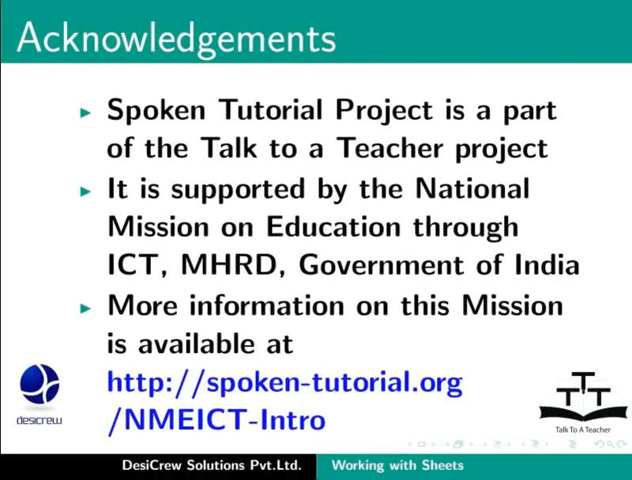 Acknowledgements
Spoken Tutorial Project is a part
of the Talk to a Teacher project
It is supported by the National
Mission on Education through
ICT, MHRD, Government of India
More information on this Mission
is available at
http://spoken-tutorial.org
/NMEICT-Intro
desicrew
TTT
Talk To A Teacher
DesiCrew Solutions Pvt.Ltd.
Working with Sheets